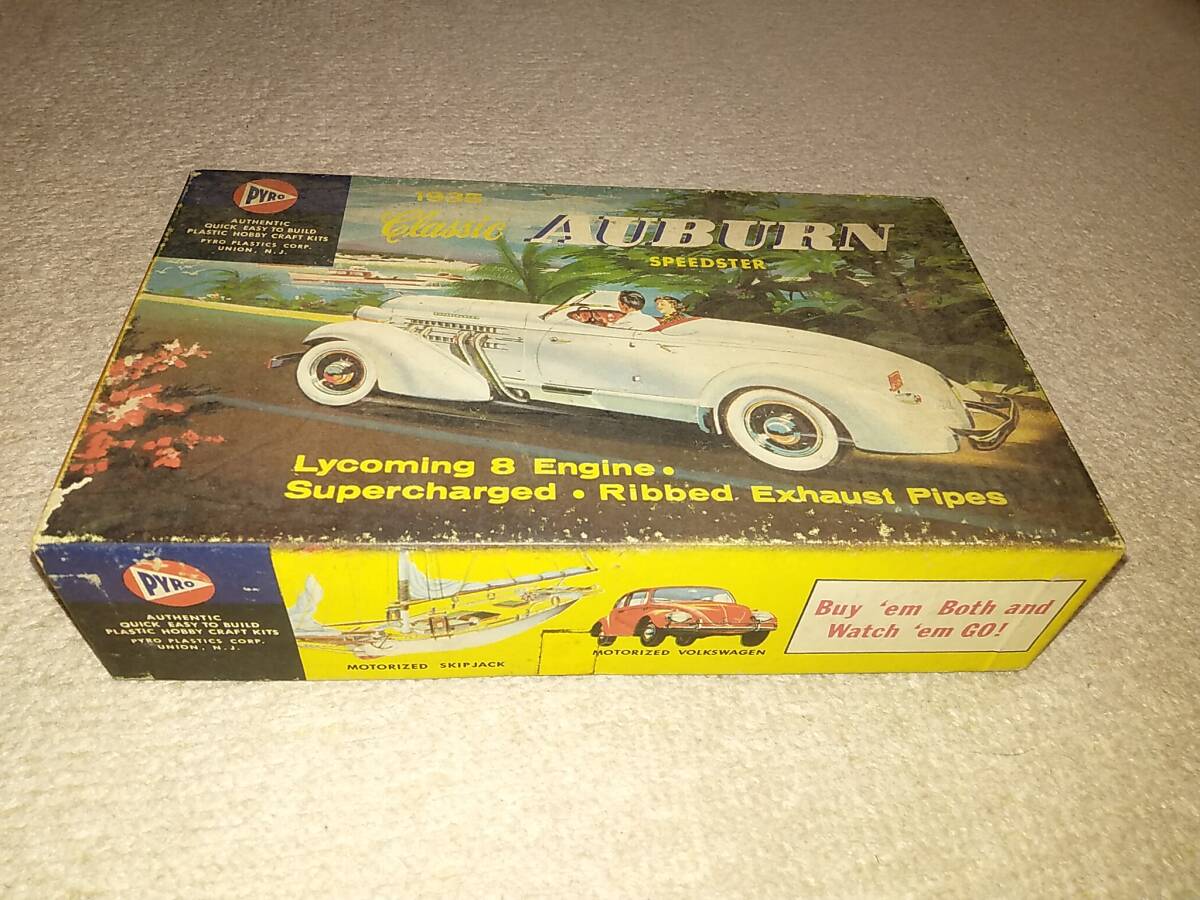 PYRO
AUTHENTIC
QUICK EASY TO BUILD
PLASTIC HOBBY CRAFT KITS
PYRO PLASTICS CORP.
UNION, N.J.
1935
Classic AUBURN
SPEEDSTER
Lycoming 8 Engine •
Supercharged • Ribbed Exhaust Pipes
PYRO
AUTHENTIC
QUICK EASY TO BUILD
PLASTIC HOBBY CRAFT KITS
PYRO PLASTICS CORP.
UNION, N.J.
MOTORIZED SKIPJACK
MOTORIZED VOLKSWAGEN
Buy 'em Both and
Watch 'em GO!